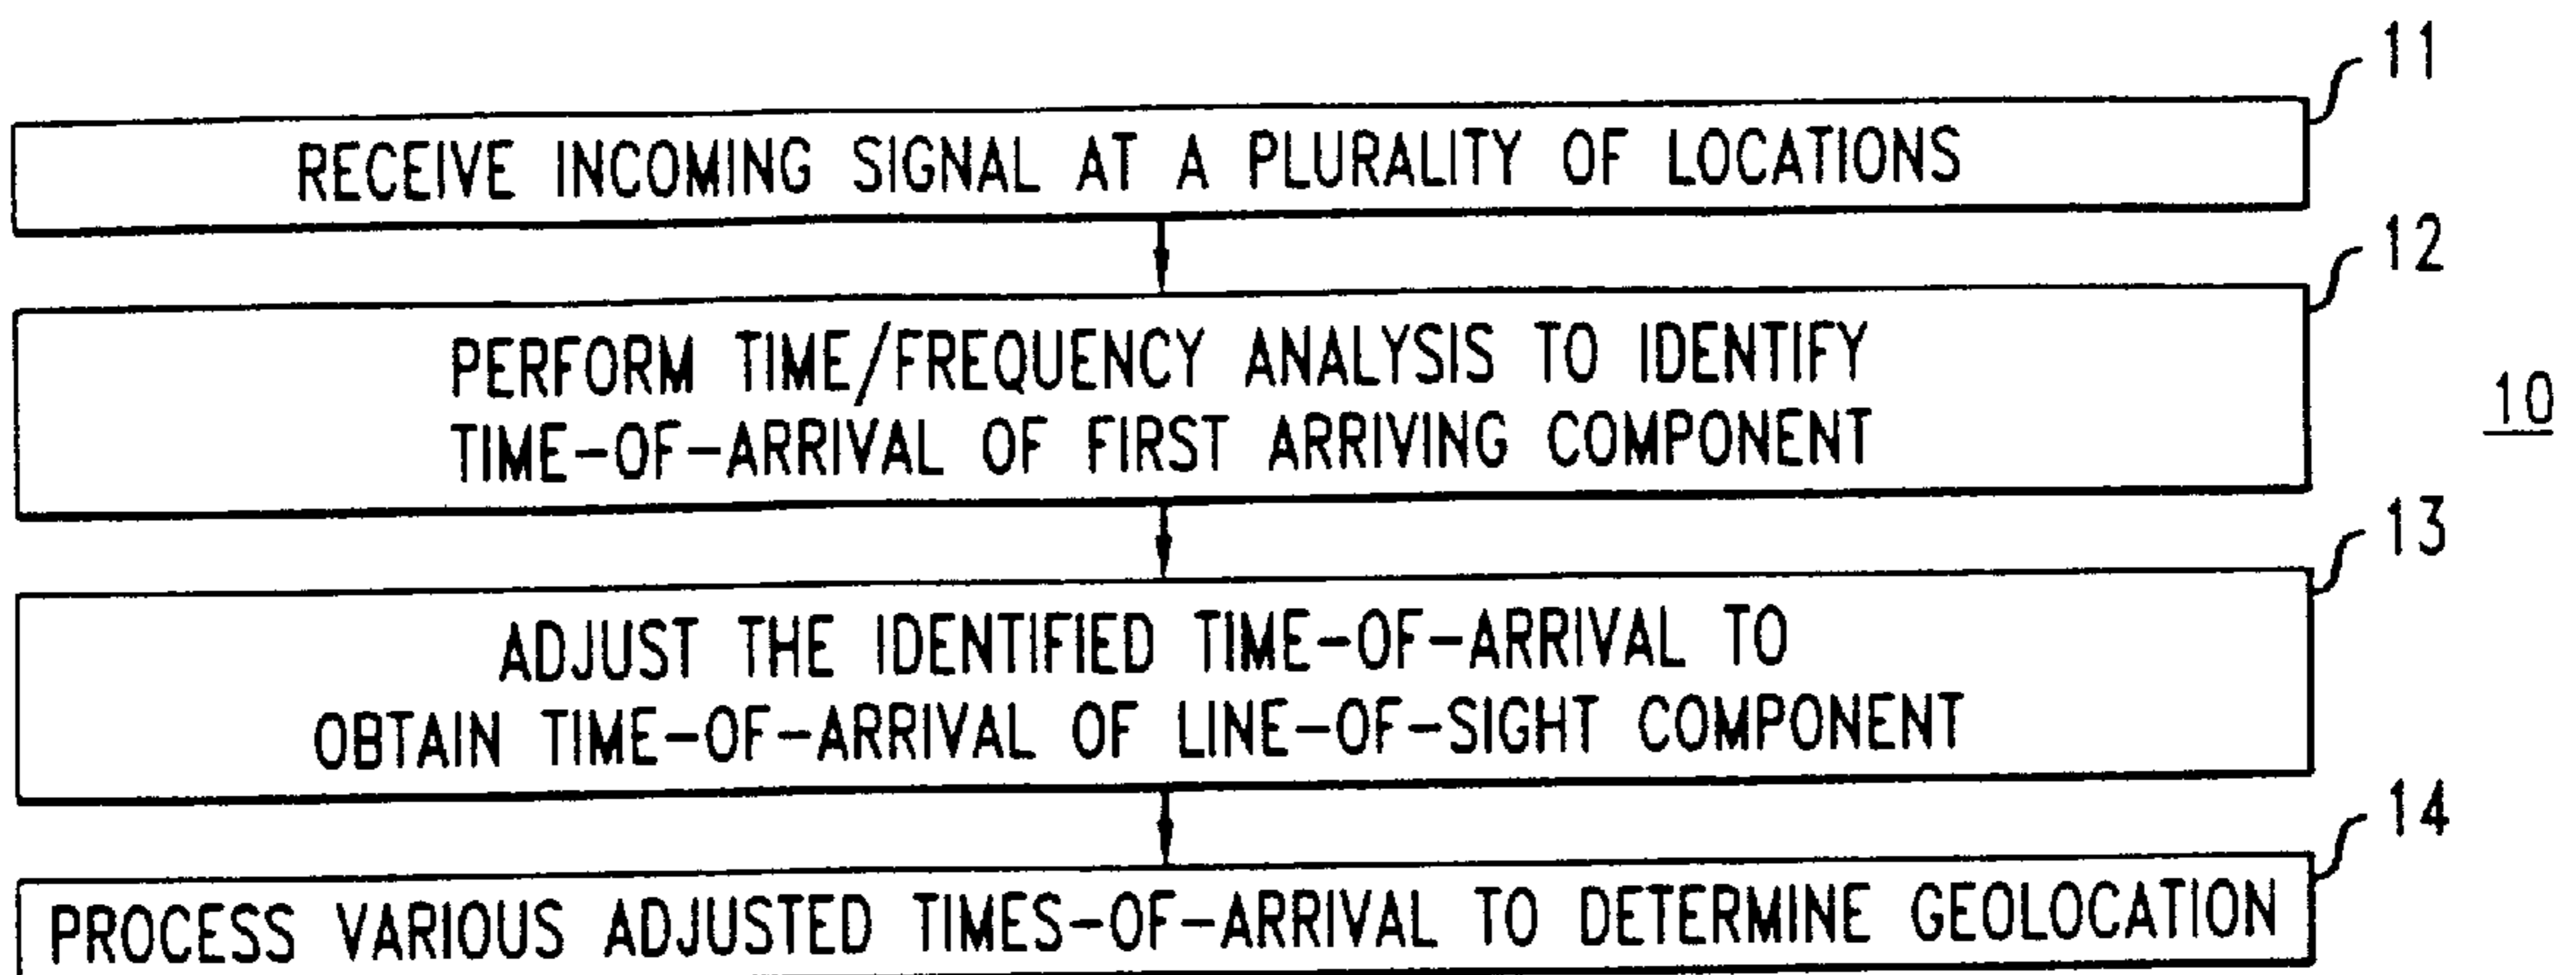 11
RECEIVE INCOMING SIGNAL AT A PLURALITY OF LOCATIONS
12
PERFORM TIME/FREQUENCY ANALYSIS TO IDENTIFY
TIME-OF-ARRIVAL OF FIRST ARRIVING COMPONENT
10
13
ADJUST THE IDENTIFIED TIME-OF-ARRIVAL TO
OBTAIN TIME-OF-ARRIVAL OF LINE-OF-SIGHT COMPONENT
14
PROCESS VARIOUS ADJUSTED TIMES-OF-ARRIVAL TO DETERMINE GEOLOCATION